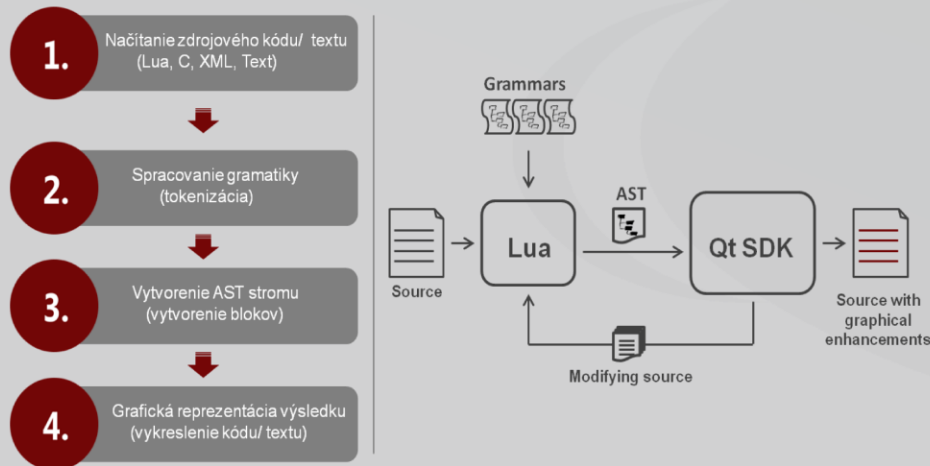 1.
Načítanie zdrojového kódu/ textu
(Lua, C, XML, Text)
2.
Spracovanie gramatiky
(tokenizácia)
3.
Vytvorenie AST stromu
(vytvorenie blokov)
4.
Grafická reprezentácia výsledku
(vykreslenie kódu/ textu)
Grammars
Source
Lua
AST
Qt SDK
Source with
graphical
enhancements
Modifying source